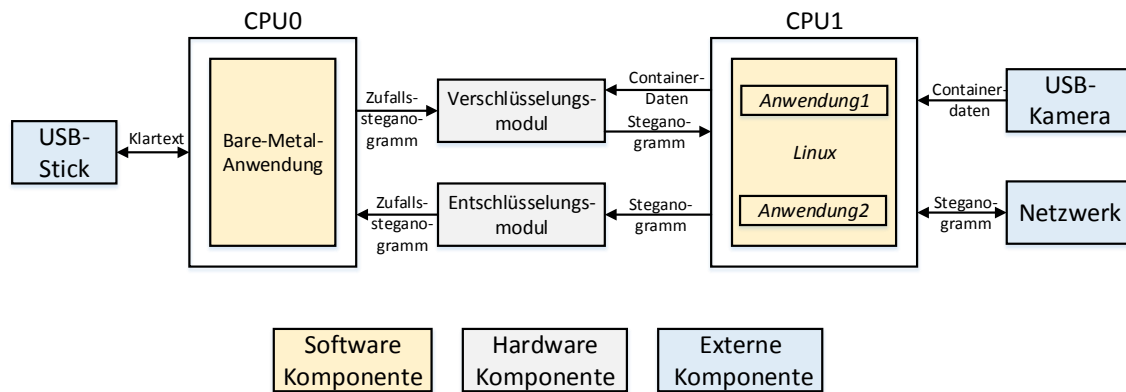 CPU0
CPU1
USB-
Stick
Klartext
Bare-Metal-
Anwendung
Zufalls-
stegano-
gramm
Verschlüsselungs-
modul
Container-
Daten
Stegano-
gramm
Zufalls-
stegano-
gramm
Entschlüsselungs-
modul
Stegano-
gramm
Anwendung1
Linux
Anwendung2
Container-
daten
USB-
Kamera
Stegano-
gramm
Netzwerk
Software
Komponente
Hardware
Komponente
Externe
Komponente